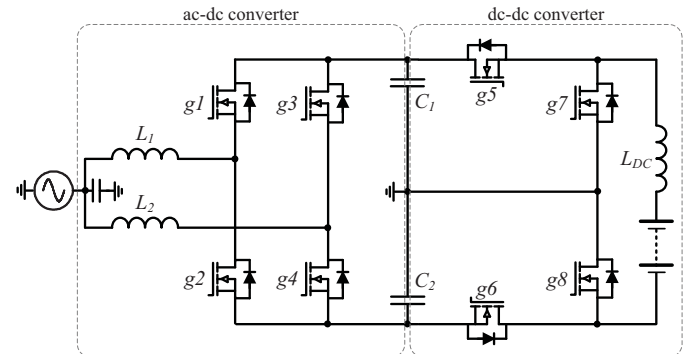 ac-dc converter
dc-dc converter
g1
g3
C1
g5
g7
L1
LDC
L2
g2
g4
C2
g6
g8